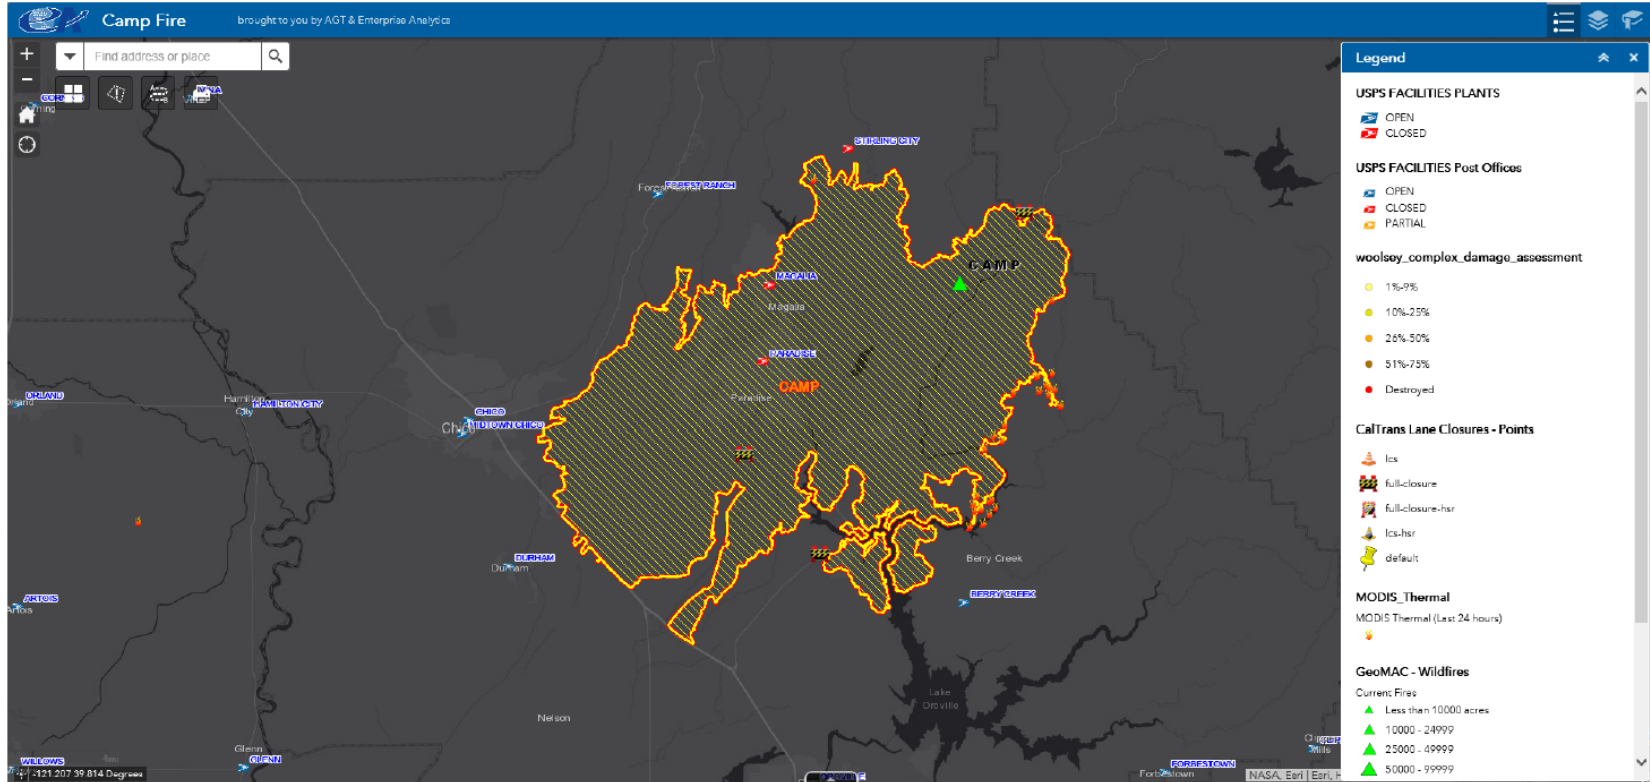 Camp Fire
brought to you by AGT & Enterprise Analytics
Find address or place
Legend
USPS FACILITIES PLANTS
OPEN
CLOSED
USPS FACILITIES Post Offices
OPEN
CLOSED
PARTIAL
woolsey_complex_damage_assessment
1%-9%
10%-25%
26%-50%
51%-75%
Destroyed
CalTrans Lane Closures - Points
lcs
full-closure
full-closure-hsr
lcs-hsr
default
MODIS_Thermal
MODIS Thermal (Last 24 hours)
GeoMAC - Wildfires
Current Fires
Less than 10000 acres
10000 - 24999
25000 - 49999
50000 - 99999
STIRLING CITY
FOREST RANCH
CAMP
MAGALIA
Magalia
PARADISE
CAMP
Paradise
ORLAND
Hamilton
City
HAMILTON CITY
CHICO
MIDTOWN CHICO
DURHAM
Durham
Berry Creek
BERRY CREEK
ARTOIS
Artois
Lake
Oroville
Nelson
Glenn
GLENN
WILLOWS
-121.207 39.814 Degrees
FORBESTOWN
NASA, Esri | Esri, H